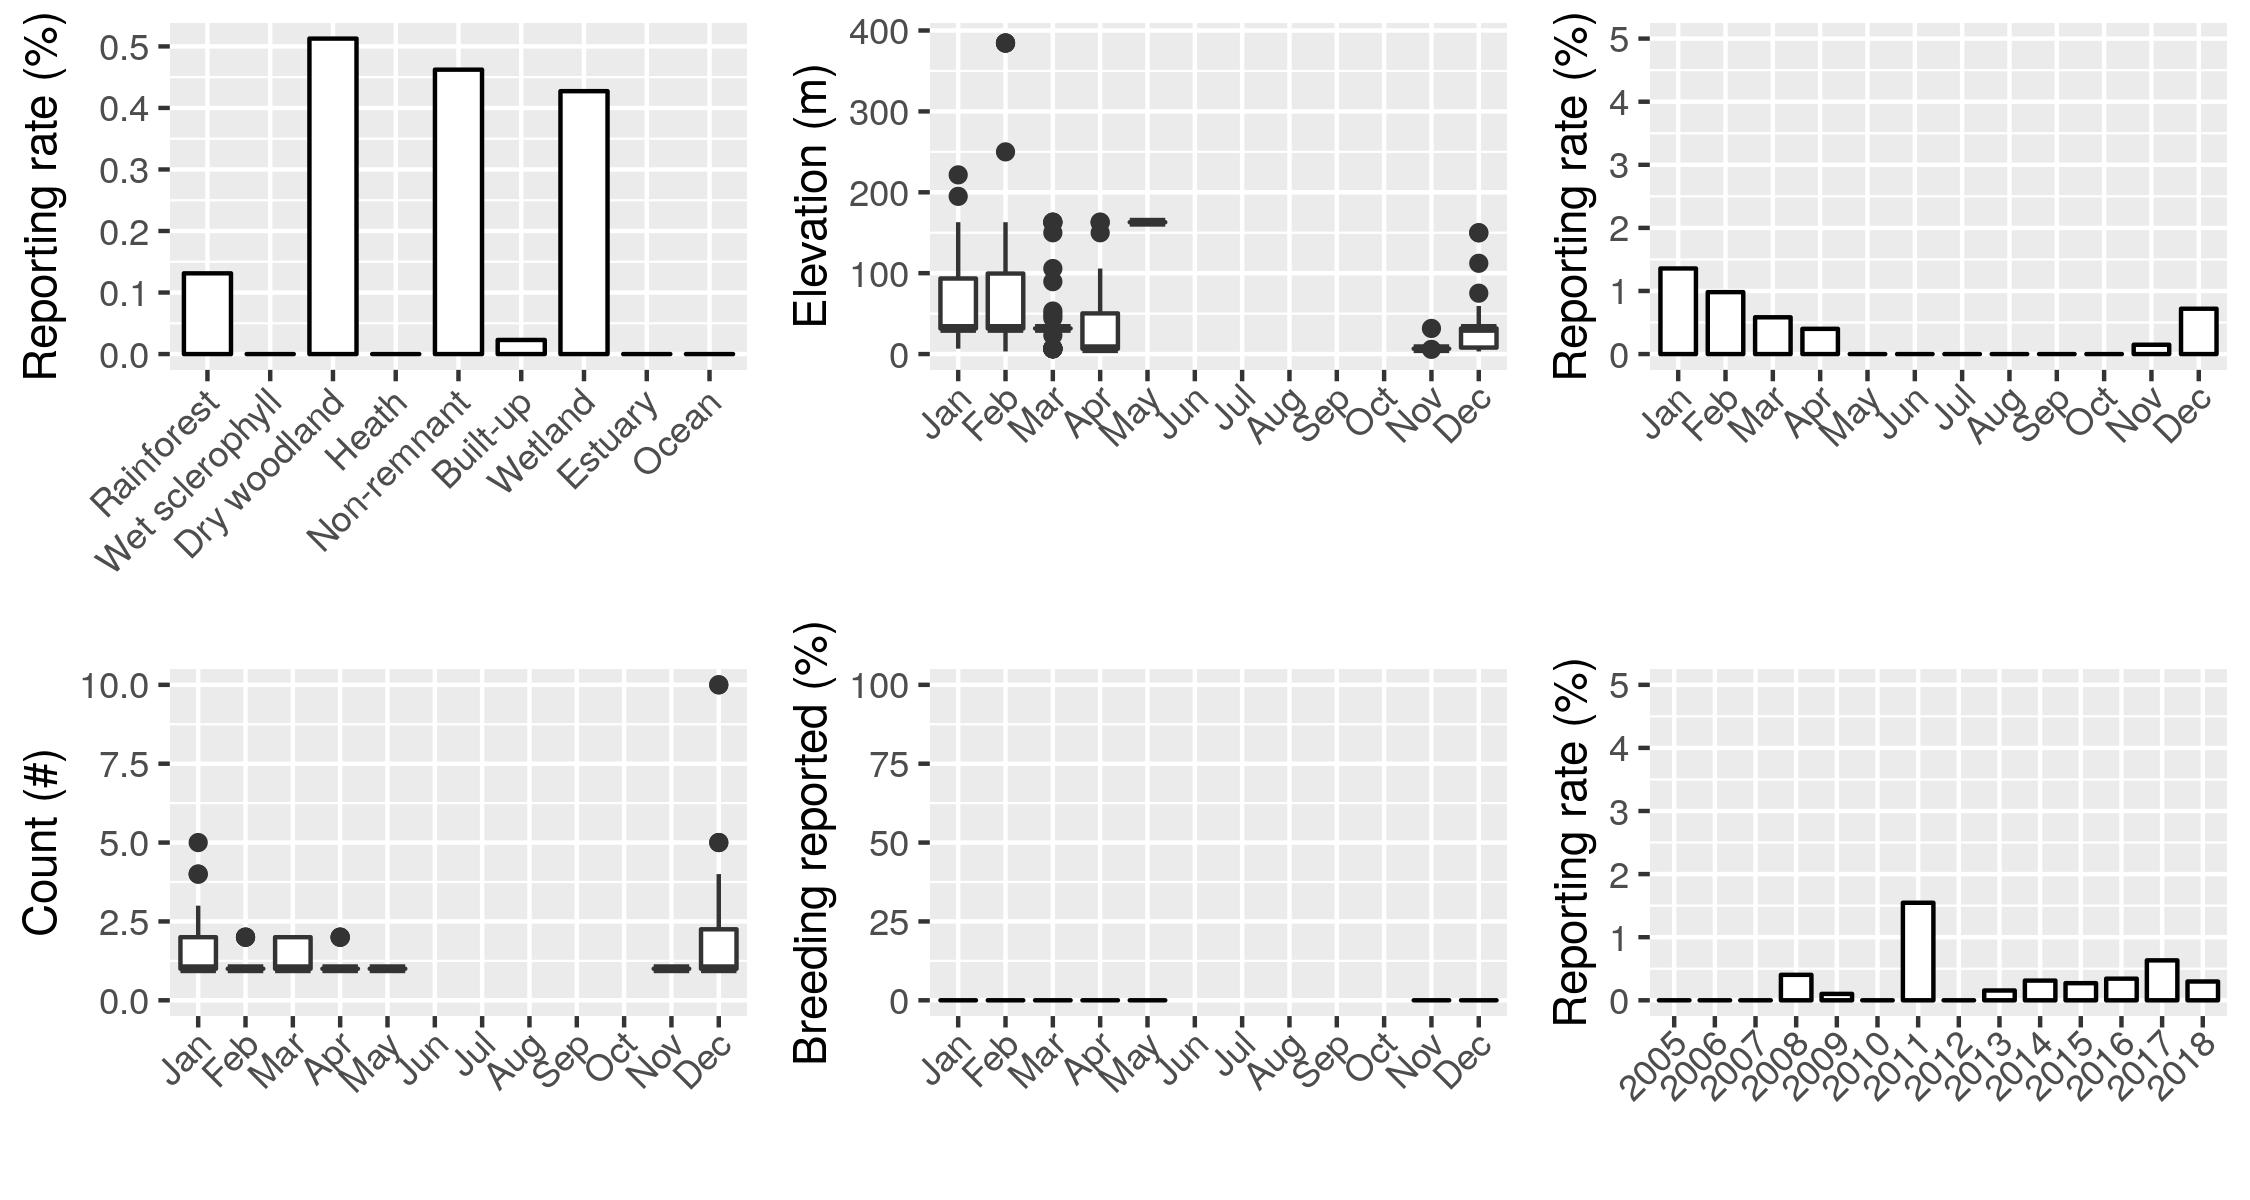 Reporting rate (%)
0.5
0.4
0.3
0.2
0.1
0.0
Rainforest
Wet sclerophyll
Dry woodland
Heath
Non-remnant
Built-up
Wetland
Estuary
Ocean
Elevation (m)
400
300
200
100
0
Jan
Feb
Mar
Apr
May
Jun
Jul
Aug
Sep
Oct
Nov
Dec
Reporting rate (%)
5
4
3
2
1
0
Jan
Feb
Mar
Apr
May
Jun
Jul
Aug
Sep
Oct
Nov
Dec
Count (#)
10.0
7.5
5.0
2.5
0.0
Jan
Feb
Mar
Apr
May
Jun
Jul
Aug
Sep
Oct
Nov
Dec
Breeding reported (%)
100
75
50
25
0
Jan
Feb
Mar
Apr
May
Jun
Jul
Aug
Sep
Oct
Nov
Dec
Reporting rate (%)
5
4
3
2
1
0
2005
2006
2007
2008
2009
2010
2011
2012
2013
2014
2015
2016
2017
2018